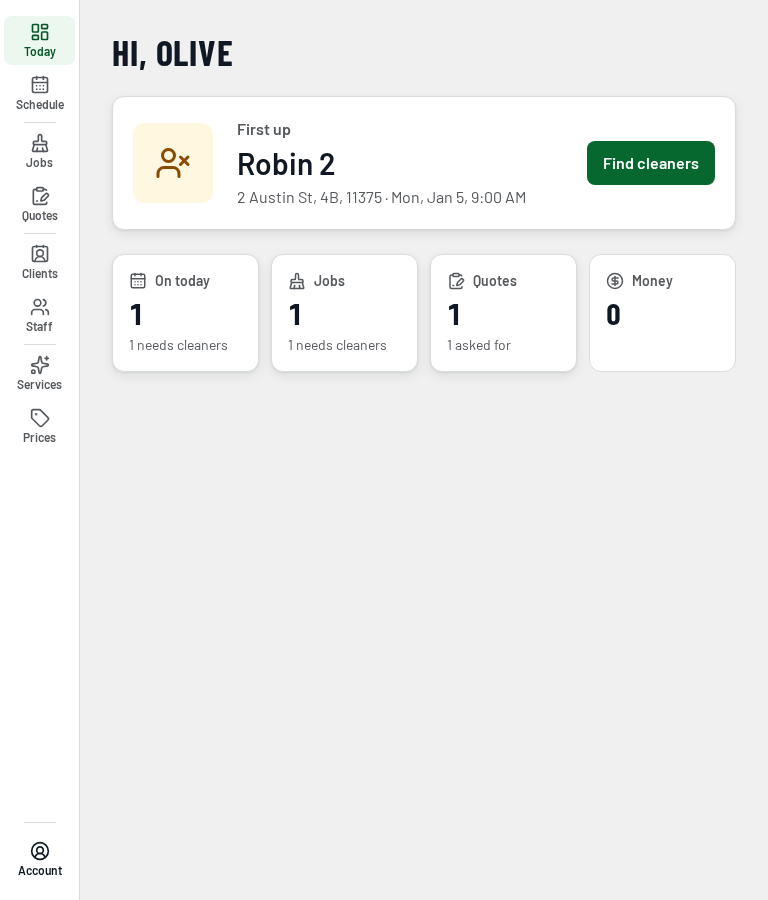 Today
Schedule
Jobs
Quotes
Clients
Staff
Services
Prices
Account
HI, OLIVE
First up
Robin 2
2 Austin St, 4B, 11375 · Mon, Jan 5, 9:00 AM
Find cleaners
On today
1
1 needs cleaners
Jobs
1
1 needs cleaners
Quotes
1
1 asked for
Money
0